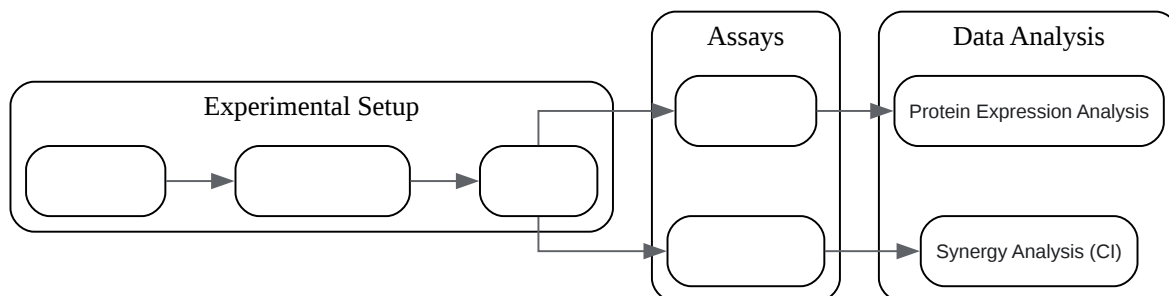 Experimental Setup
Assays
Data Analysis
Protein Expression Analysis
Synergy Analysis (CI)